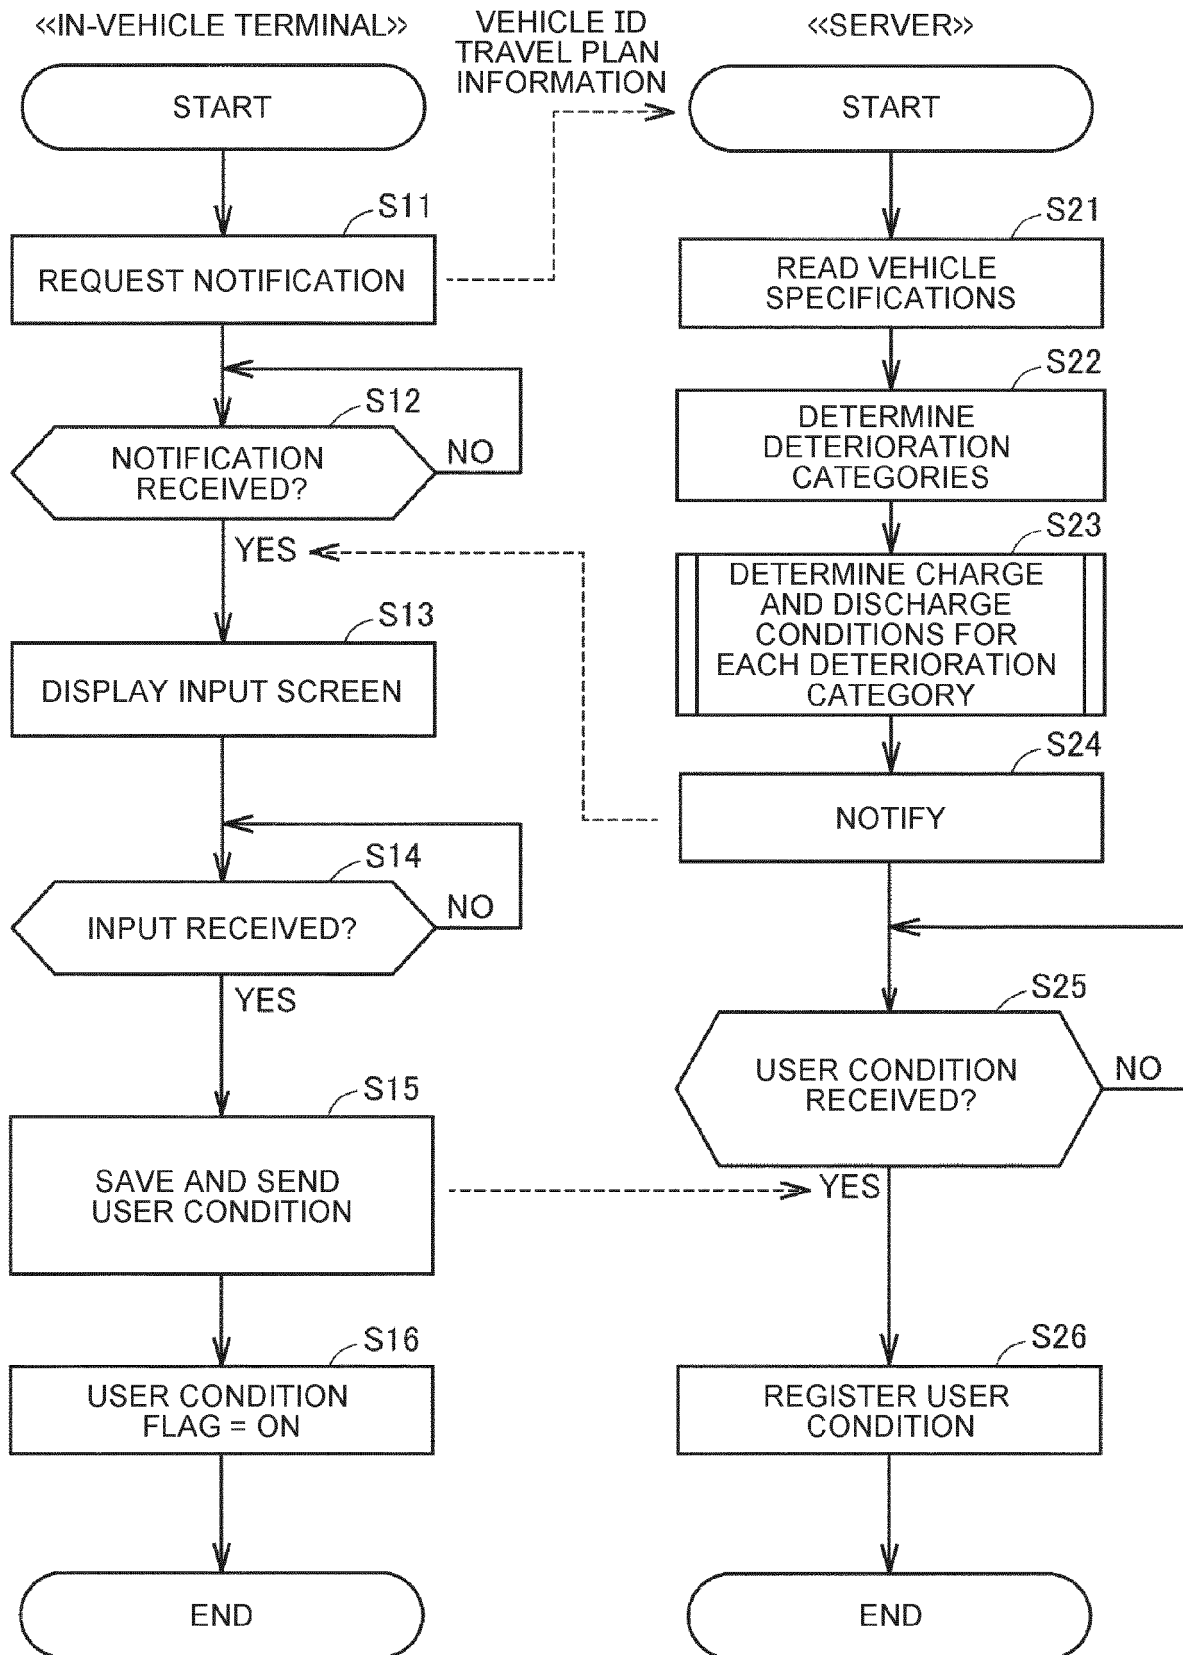 «IN-VEHICLE TERMINAL»
START
S11
REQUEST NOTIFICATION
S12
NOTIFICATION
RECEIVED?
NO
YES
S13
DISPLAY INPUT SCREEN
S14
INPUT RECEIVED?
NO
YES
S15
SAVE AND SEND
USER CONDITION
S16
USER CONDITION
FLAG = ON
END
VEHICLE ID
TRAVEL PLAN
INFORMATION
«SERVER»
START
S21
READ VEHICLE
SPECIFICATIONS
S22
DETERMINE
DETERIORATION
CATEGORIES
S23
DETERMINE CHARGE
AND DISCHARGE
CONDITIONS FOR
EACH DETERIORATION
CATEGORY
S24
NOTIFY
S25
USER CONDITION
RECEIVED?
NO
YES
S26
REGISTER USER
CONDITION
END